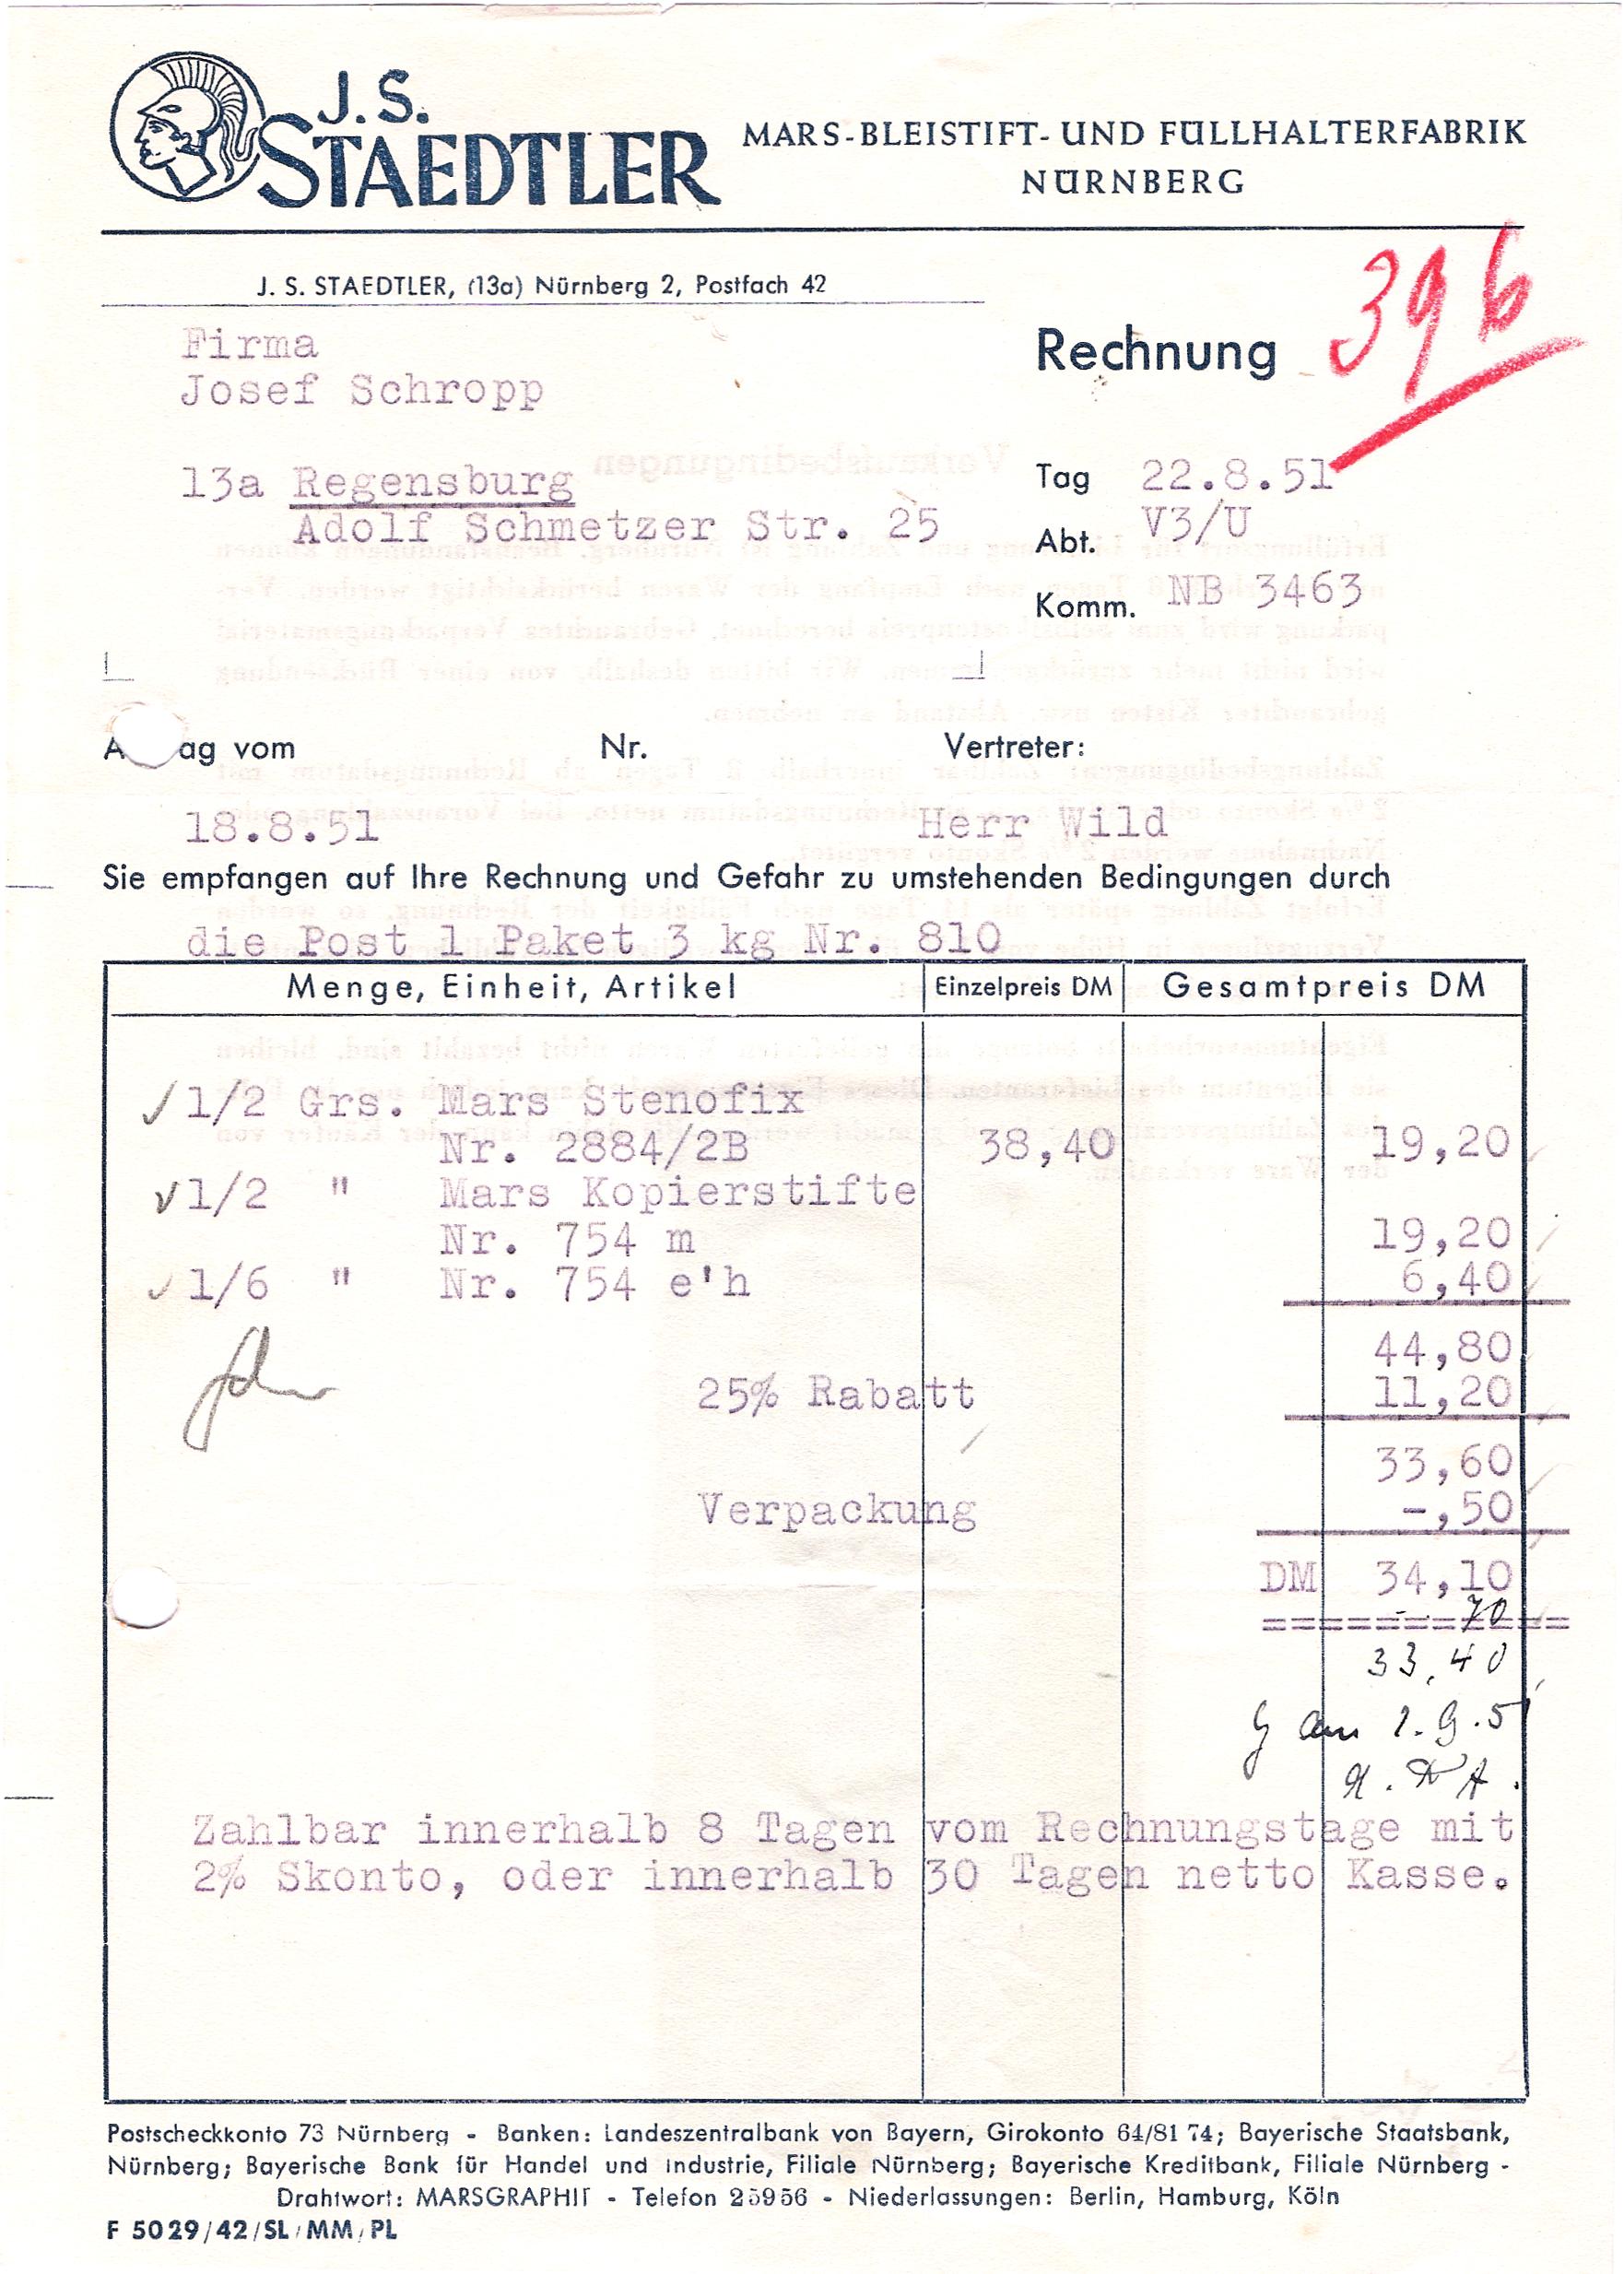 J. S.
STAEDTLER
MARS-BLEISTIFT- UND FÜLLHALTERFABRIK
NÜRNBERG
J. S. STAEDTLER, (13a) Nürnberg 2, Postfach 42
Rechnung 396
Firma
Josef Schropp
13a Regensburg
Adolf Schmetzer Str. 25
Tag 22.8.51
Abt. V3/U
Komm. NB 3463
Verkaufsbedingungen
ag vom Nr. Vertreter:
18.8.51 Herr Wild
Sie empfangen auf Ihre Rechnung und Gefahr zu umstehenden Bedingungen durch
die Post 1 Paket 3 kg Nr. 810
Menge, Einheit, Artikel Einzelpreis DM Gesamtpreis DM
1/2 Grs. Mars Stenofix
Nr. 2884/2B 38,40 19,20
1/2 " Mars Kopierstifte
Nr. 754 m 19,20
1/6 " Nr. 754 e'h 6,40
44,80
25% Rabatt 11,20
33,60
Verpackung -,50
DM 34,10
-.70
33,40
am 1.9.51
Zahlbar innerhalb 8 Tagen vom Rechnungstage mit
2% Skonto, oder innerhalb 30 Tagen netto Kasse.
Postscheckkonto 73 Nürnberg - Banken: Landeszentralbank von Bayern, Girokonto 64/81 74; Bayerische Staatsbank,
Nürnberg; Bayerische Bank für Handel und Industrie, Filiale Nürnberg; Bayerische Kreditbank, Filiale Nürnberg -
Drahtwort: MARSGRAPHIT - Telefon 25956 - Niederlassungen: Berlin, Hamburg, Köln
F 5029/42/SL/MM/PL